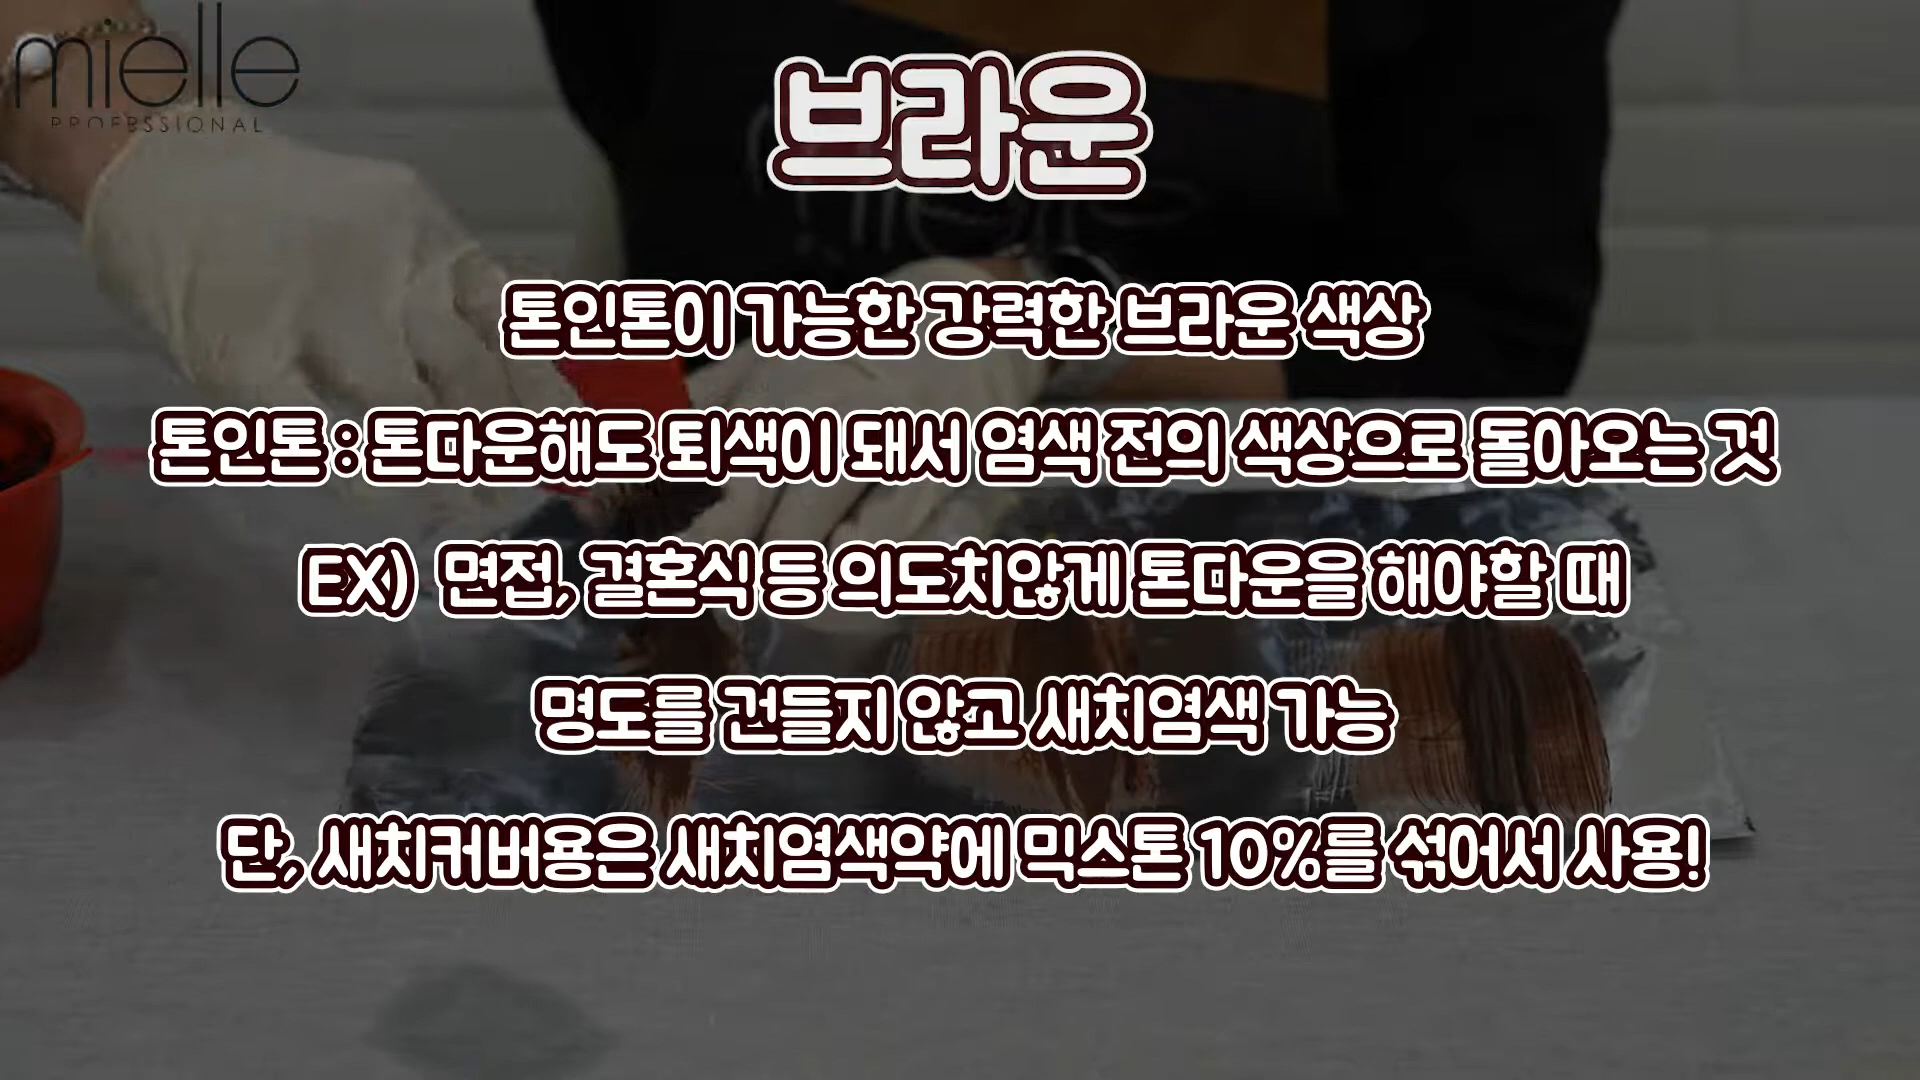 mielle
PROFESSIONAL
브라운
톤인톤이 가능한 강력한 브라운 색상
톤인톤 : 톤다운해도 퇴색이 돼서 염색 전의 색상으로 돌아오는 것
EX) 면접, 결혼식 등 의도치않게 톤다운을 해야할 때
명도를 건들지 않고 새치염색 가능
단, 새치커버용은 새치염색약에 믹스톤 10%를 섞어서 사용!